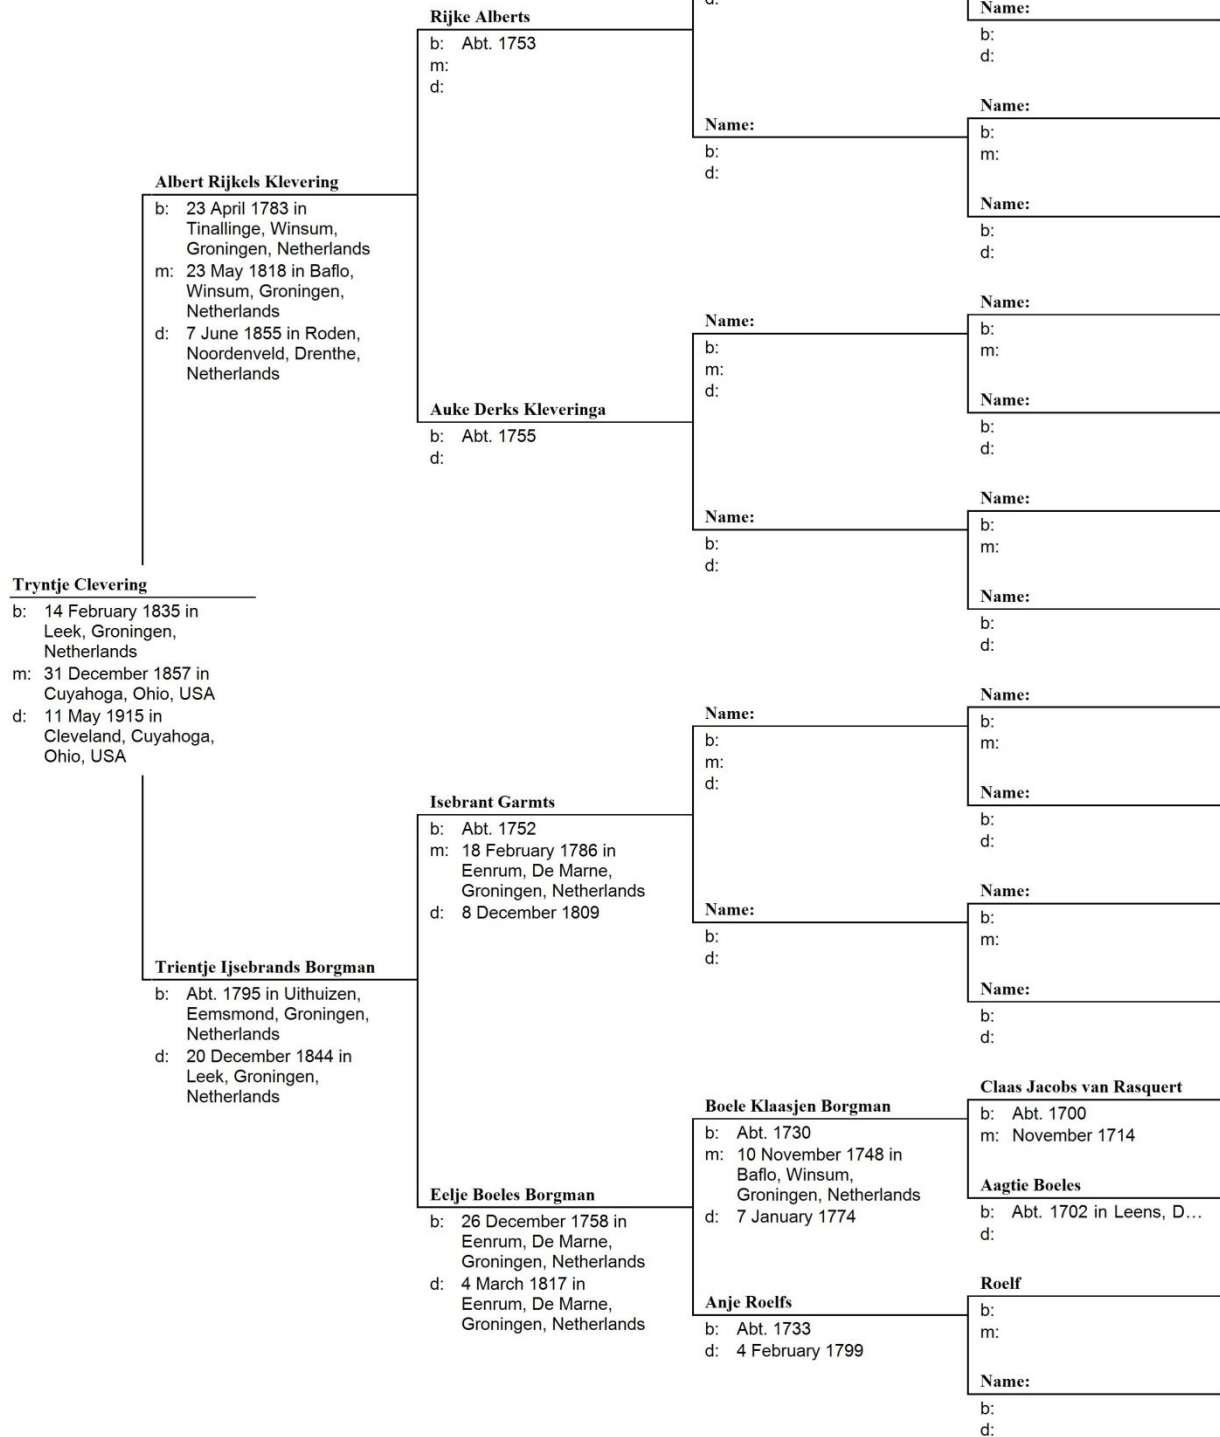 Tryntje Clevering
b: 14 February 1835 in
Leek, Groningen,
Netherlands
m: 31 December 1857 in
Cuyahoga, Ohio, USA
d: 11 May 1915 in
Cleveland, Cuyahoga,
Ohio, USA
Albert Rijkels Klevering
b: 23 April 1783 in
Tinallinge, Winsum,
Groningen, Netherlands
m: 23 May 1818 in Baflo,
Winsum, Groningen,
Netherlands
d: 7 June 1855 in Roden,
Noordenveld, Drenthe,
Netherlands
Trientje Ijsebrands Borgman
b: Abt. 1795 in Uithuizen,
Eemsmond, Groningen,
Netherlands
d: 20 December 1844 in
Leek, Groningen,
Netherlands
Rijke Alberts
b: Abt. 1753
m:
d:
Auke Derks Kleveringa
b: Abt. 1755
d:
Isebrant Garmts
b: Abt. 1752
m: 18 February 1786 in
Eenrum, De Marne,
Groningen, Netherlands
d: 8 December 1809
Eelje Boeles Borgman
b: 26 December 1758 in
Eenrum, De Marne,
Groningen, Netherlands
d: 4 March 1817 in
Eenrum, De Marne,
Groningen, Netherlands
d:
Name:
b:
d:
Name:
b:
m:
d:
Name:
b:
d:
Name:
b:
m:
d:
Name:
b:
d:
Boele Klaasjen Borgman
b: Abt. 1730
m: 10 November 1748 in
Baflo, Winsum,
Groningen, Netherlands
d: 7 January 1774
Anje Roelfs
b: Abt. 1733
d: 4 February 1799
Name:
b:
d:
Name:
b:
m:
Name:
b:
d:
Name:
b:
m:
Name:
b:
d:
Name:
b:
m:
Name:
b:
d:
Name:
b:
m:
Name:
b:
d:
Name:
b:
m:
Name:
b:
d:
Claas Jacobs van Rasquert
b: Abt. 1700
m: November 1714
Aagtie Boeles
b: Abt. 1702 in Leens, D…
d:
Roelf
b:
m:
Name:
b:
d: